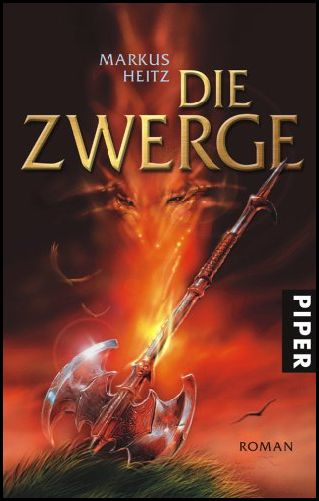 MARKUS
HEITZ
DIE
ZWERGE
PIPER
ROMAN